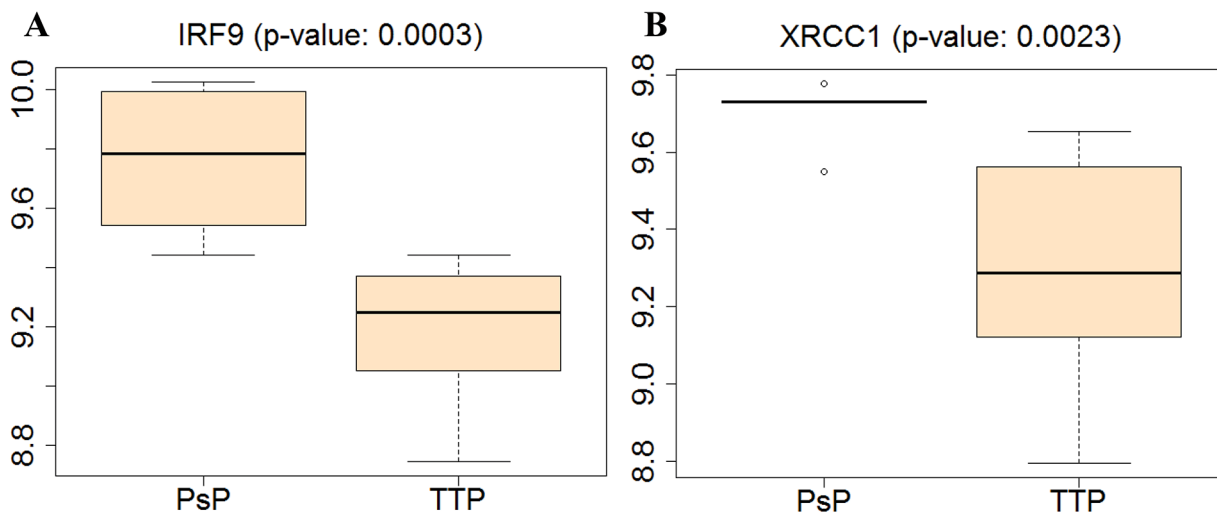 A
IRF9 (p-value: 0.0003)
10.0
9.6
9.2
8.8
PsP
TTP
B
XRCC1 (p-value: 0.0023)
9.8
9.6
9.4
9.2
9.0
8.8
PsP
TTP